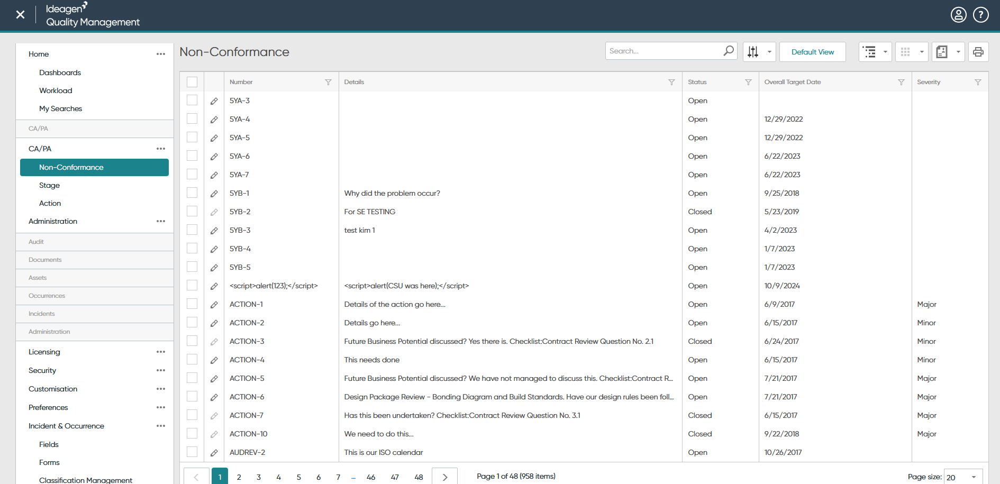 Ideagen
Quality Management
?
Home
Dashboards
Workload
My Searches
CA/PA
CA/PA
Non-Conformance
Stage
Action
Administration
Audit
Documents
Assets
Occurrences
Incidents
Administration
Licensing
Security
Customisation
Preferences
Incident & Occurrence
Fields
Forms
Classification Management
Non-Conformance
Search...
Default View
Number Details Status Overall Target Date Severity
5YA-3 Open
5YA-4 Open 12/29/2022
5YA-5 Open 12/29/2022
5YA-6 Open 6/22/2023
5YA-7 Open 6/22/2023
5YB-1 Why did the problem occur? Open 9/25/2018
5YB-2 For SE TESTING Closed 5/23/2019
5YB-3 test kim 1 Open 4/2/2023
5YB-4 Open 1/7/2023
5YB-5 Open 1/7/2023
<script>alert(123);</script> <script>alert(CSU was here);</script> Open 10/9/2024
ACTION-1 Details of the action go here... Open 6/9/2017 Major
ACTION-2 Details go here... Open 6/15/2017 Minor
ACTION-3 Future Business Potential discussed? Yes there is. Checklist:Contract Review Question No. 2.1 Closed 6/24/2017 Minor
ACTION-4 This needs done Open 6/15/2017 Minor
ACTION-5 Future Business Potential discussed? We have not managed to discuss this. Checklist:Contract R... Open 7/21/2017 Major
ACTION-6 Design Package Review - Bonding Diagram and Build Standards. Have our design rules been foll... Open 7/21/2017 Major
ACTION-7 Has this been undertaken? Checklist:Contract Review Question No. 3.1 Closed 6/15/2017 Major
ACTION-10 We need to do this... Closed 9/22/2018 Major
AUDREV-2 This is our ISO calendar Open 10/26/2017
1 2 3 4 5 6 7 ... 46 47 48 Page 1 of 48 (958 items) Page size: 20